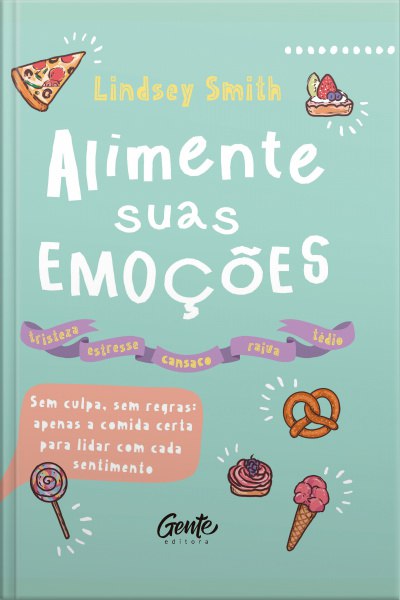 Lindsey Smith
Alimente
suas
EMOÇÕES
tristeza
estresse
cansaço
raiva
tédio
Sem culpa, sem regras:
apenas a comida certa
para lidar com cada
sentimento
Gente
editora